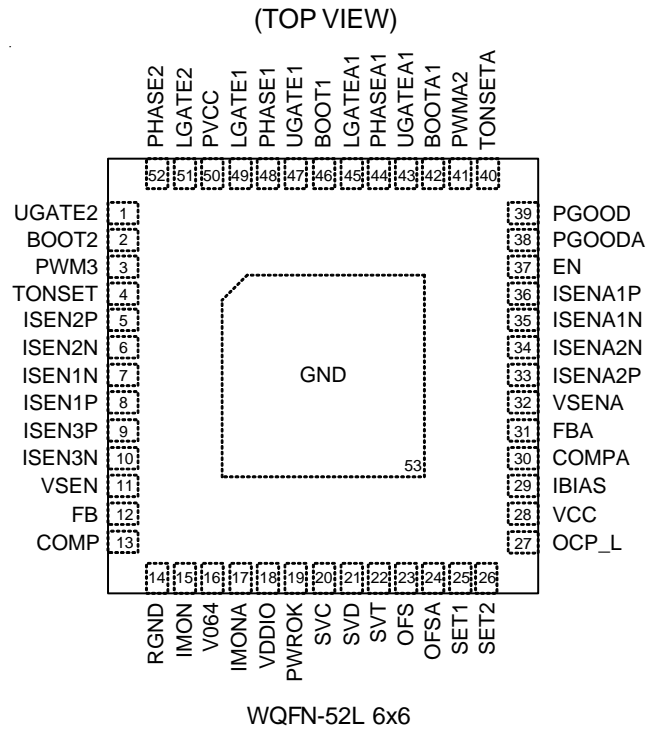 (TOP VIEW)
PHASE2
LGATE2
PVCC
LGATE1
PHASE1
UGATE1
BOOT1
LGATEA1
PHASEA1
UGATEA1
BOOTA1
PWMA2
TONSETA
52 51 50 49 48 47 46 45 44 43 42 41 40
UGATE2 1
BOOT2 2
PWM3 3
TONSET 4
ISEN2P 5
ISEN2N 6
ISEN1N 7
ISEN1P 8
ISEN3P 9
ISEN3N 10
VSEN 11
FB 12
COMP 13
GND
53
39 PGOOD
38 PGOODA
37 EN
36 ISENA1P
35 ISENA1N
34 ISENA2N
33 ISENA2P
32 VSENA
31 FBA
30 COMPA
29 IBIAS
28 VCC
27 OCP_L
14 15 16 17 18 19 20 21 22 23 24 25 26
RGND
IMON
V064
IMONA
VDDIO
PWROK
SVC
SVD
SVT
OFS
OFSA
SET1
SET2
WQFN-52L 6x6